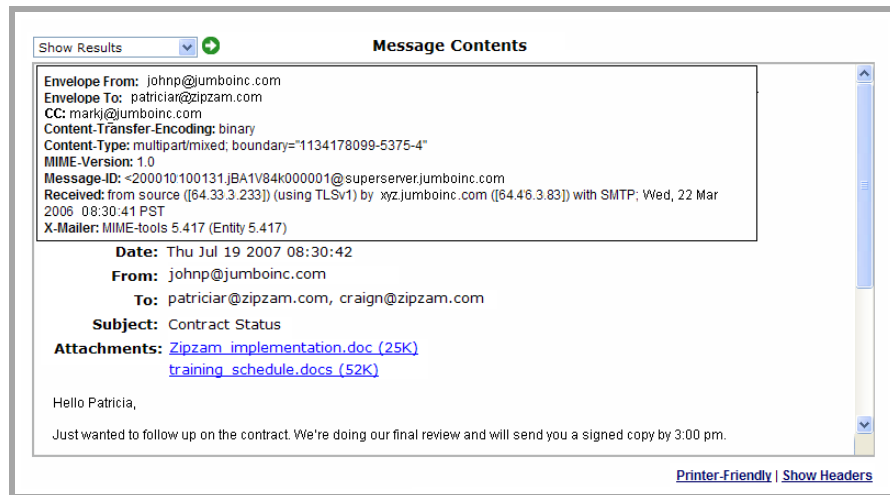 Show Results
Message Contents
Envelope From: johnp@jumboinc.com
Envelope To: patriciar@zipzam.com
CC: markj@jumboinc.com
Content-Transfer-Encoding: binary
Content-Type: multipart/mixed; boundary="1134178099-5375-4"
MIME-Version: 1.0
Message-ID: <200010100131.jBA1V84k000001@superserver.jumboinc.com
Received: from source ([64.33.3.233]) (using TLSv1) by xyz.jumboinc.com ([64.46.3.83]) with SMTP; Wed, 22 Mar
2006 08:30:41 PST
X-Mailer: MIME-tools 5.417 (Entity 5.417)
Date: Thu Jul 19 2007 08:30:42
From: johnp@jumboinc.com
To: patriciar@zipzam.com, craign@zipzam.com
Subject: Contract Status
Attachments: Zipzam_implementation.doc (25K)
training_schedule.docs (52K)
Hello Patricia,
Just wanted to follow up on the contract. We're doing our final review and will send you a signed copy by 3:00 pm.
Printer-Friendly | Show Headers